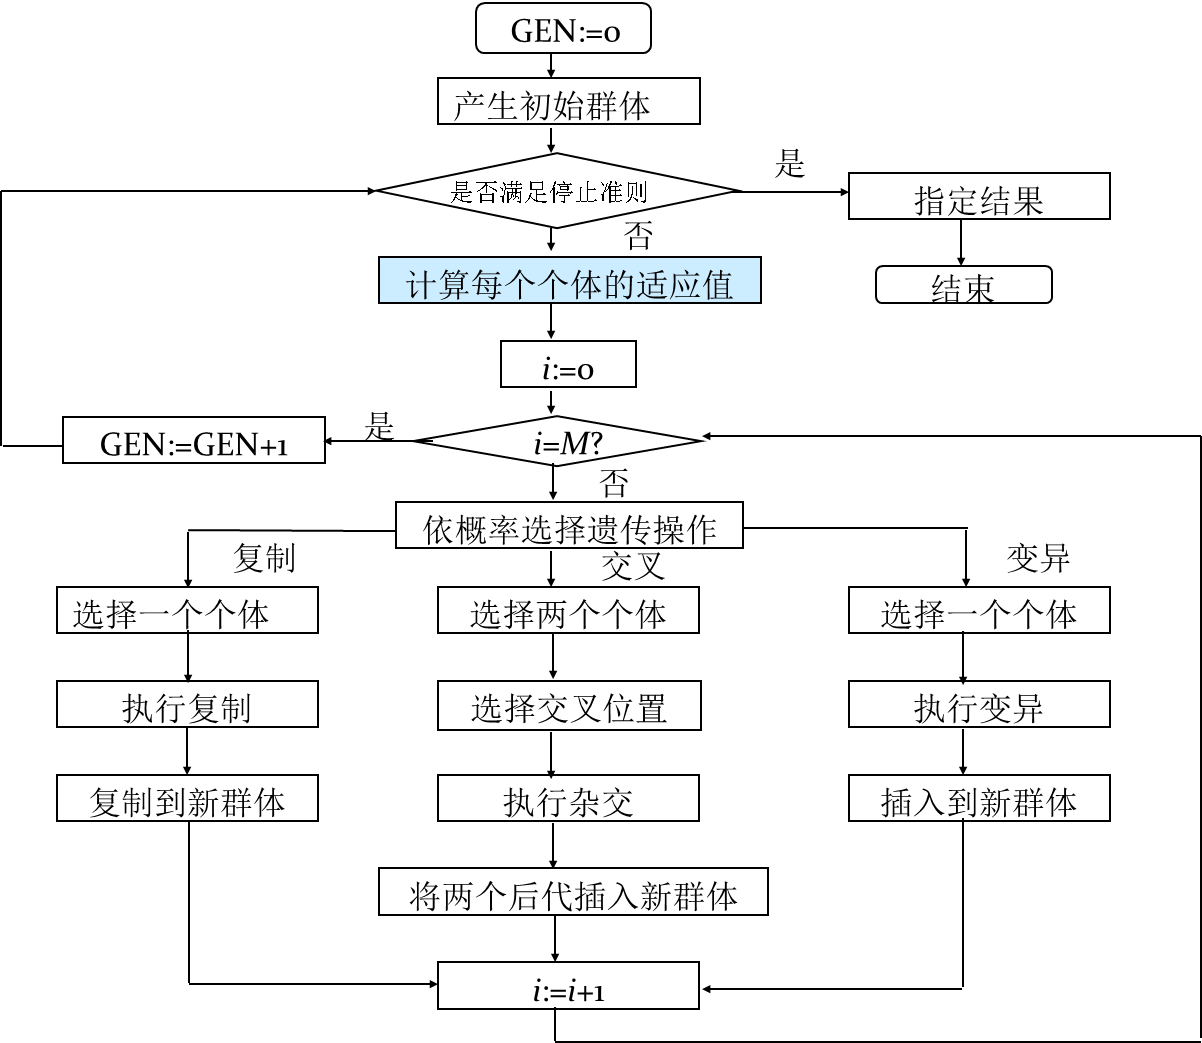 GEN:=0
产生初始群体
是否满足停止准则
是
指定结果
结束
否
计算每个个体的适应值
i:=0
i=M?
是
GEN:=GEN+1
否
依概率选择遗传操作
复制
选择一个个体
执行复制
复制到新群体
交叉
选择两个个体
选择交叉位置
执行杂交
将两个后代插入新群体
变异
选择一个个体
执行变异
插入到新群体
i:=i+1